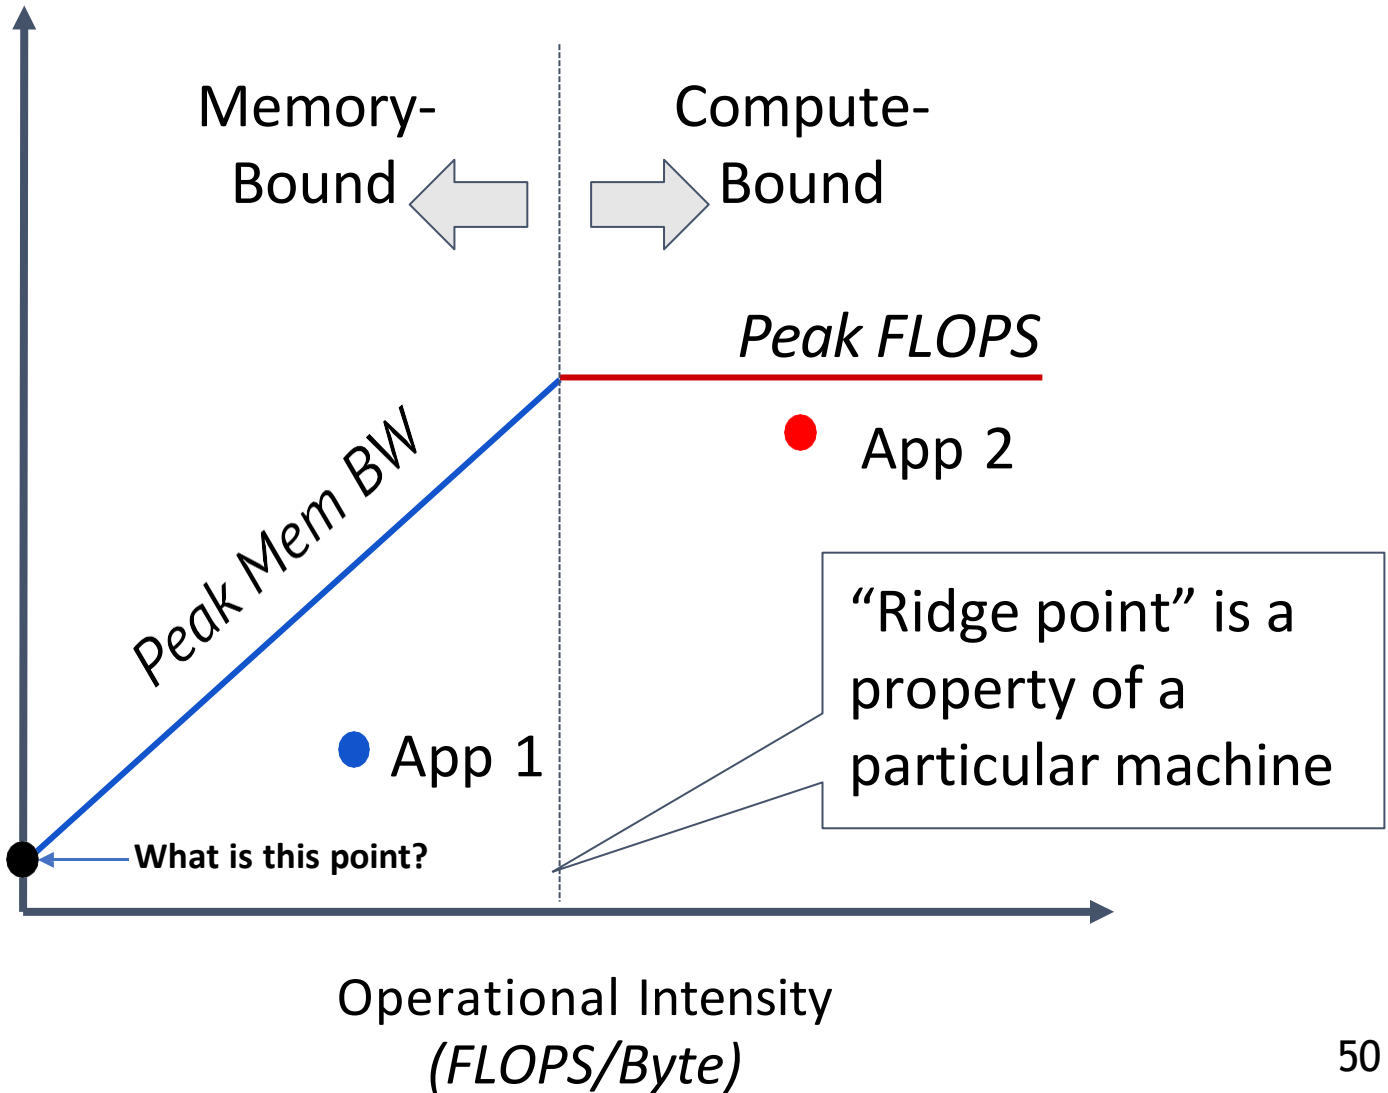 Memory-
Bound
Compute-
Bound
Peak FLOPS
Peak Mem BW
App 2
“Ridge point” is a
property of a
particular machine
App 1
What is this point?
Operational Intensity
(FLOPS/Byte)
50